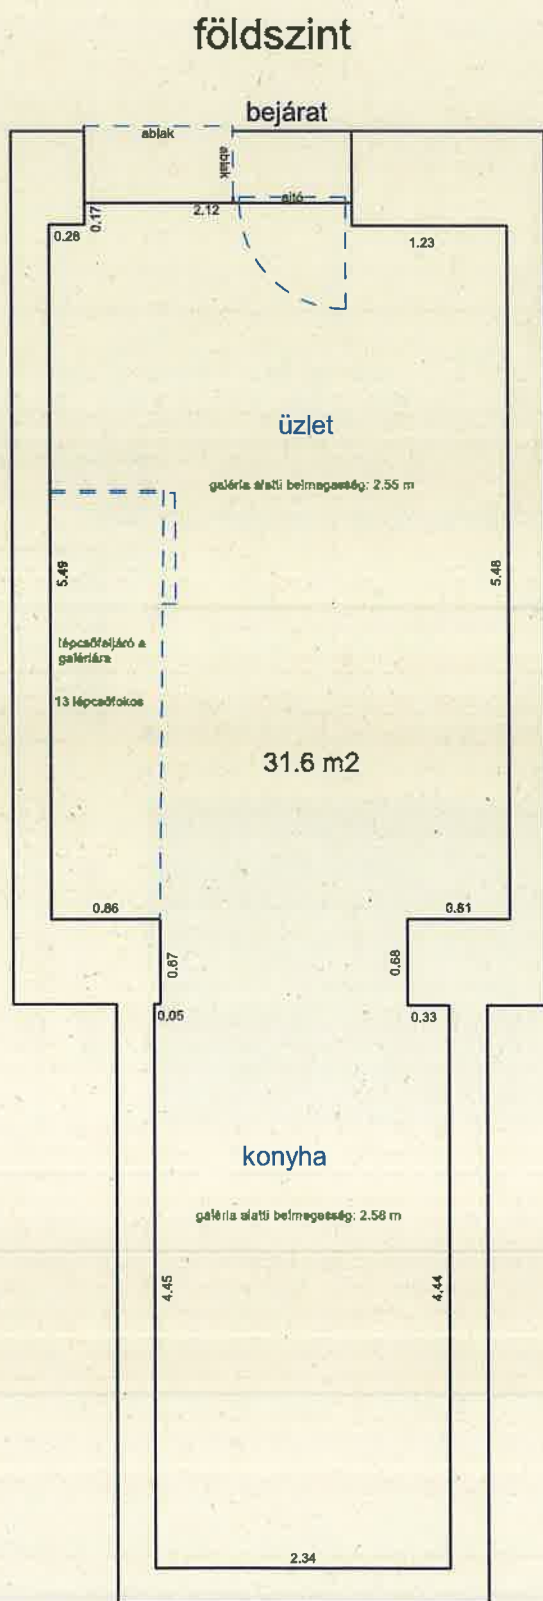 földszint
bejárat
ablak
ablak
ajtó
0.17
2.12
0.28
1.23
üzlet
galéria alatti belmagasság: 2.55 m
5.49
5.48
lépcsőfeljáró a
galériára
13 lépcsőfokos
31.6 m2
0.86
0.81
0.87
0.68
0.05
0.33
konyha
galéria alatti belmagasság: 2.58 m
4.45
4.44
2.34